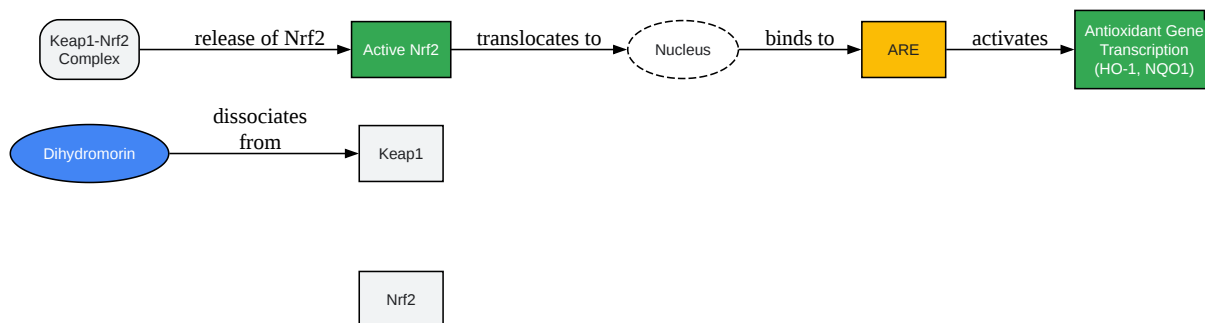 Keap1-Nrf2
Complex
release of Nrf2
Active Nrf2
translocates to
Nucleus
binds to
ARE
activates
Antioxidant Gene
Transcription
(HO-1, NQO1)
Dihydromorin
dissociates
from
Keap1
Nrf2